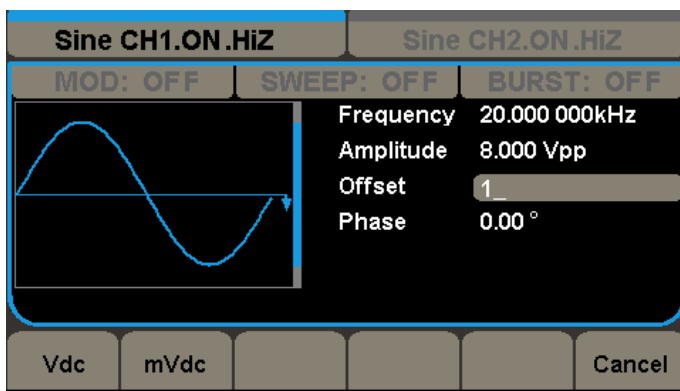 Sine CH1.ON.HiZ Sine CH2.ON.HiZ
MOD: OFF SWEEP: OFF BURST: OFF
Frequency 20.000 000kHz
Amplitude 8.000 Vpp
Offset 1_
Phase 0.00 °
Vdc mVdc Cancel